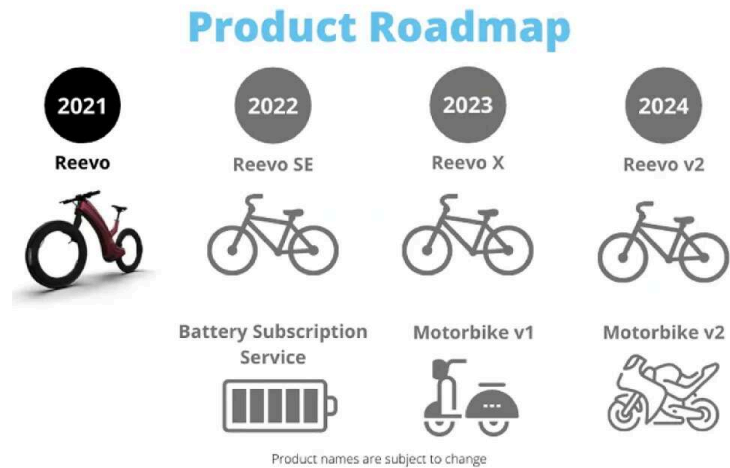 Product Roadmap
2021
2022
2023
2024
Reevo
Reevo SE
Reevo X
Reevo v2
Battery Subscription
Service
Motorbike v1
Motorbike v2
Product names are subject to change